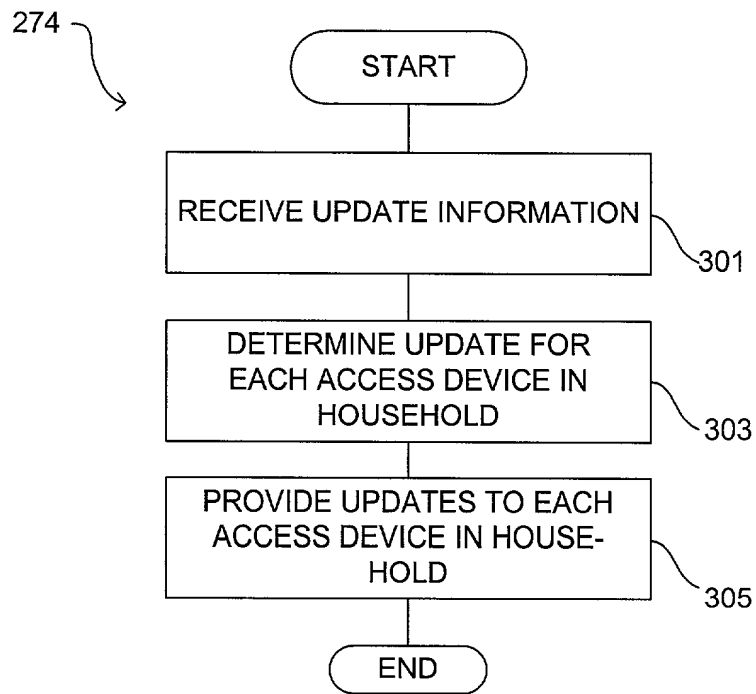 274
START
RECEIVE UPDATE INFORMATION
301
DETERMINE UPDATE FOR
EACH ACCESS DEVICE IN
HOUSEHOLD
303
PROVIDE UPDATES TO EACH
ACCESS DEVICE IN HOUSE-
HOLD
305
END